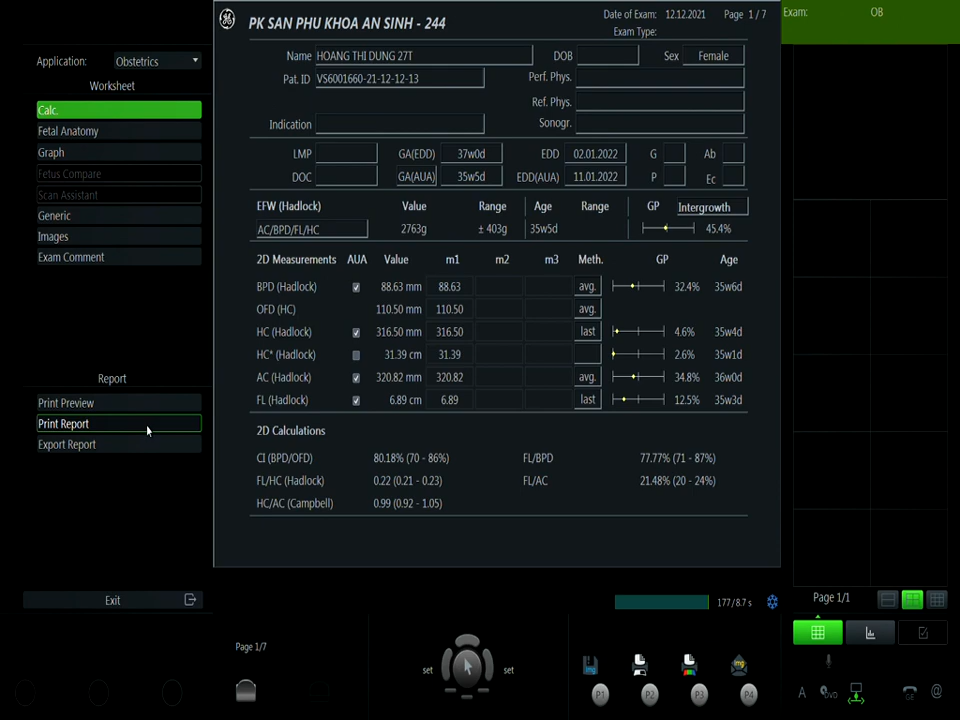 PK SAN PHU KHOA AN SINH - 244
Date of Exam: 12.12.2021 Page 1 / 7
Exam Type:
Exam: OB
Application: Obstetrics
Worksheet
Calc.
Fetal Anatomy
Graph
Fetus Compare
Scan Assistant
Generic
Images
Exam Comment
Report
Print Preview
Print Report
Export Report
Exit
Name HOANG THI DUNG 27T DOB Sex Female
Pat. ID VS6001660-21-12-12-13 Perf. Phys.
Ref. Phys.
Indication Sonogr.
LMP GA(EDD) 37w0d EDD 02.01.2022 G Ab
DOC GA(AUA) 35w5d EDD(AUA) 11.01.2022 P Ec
EFW (Hadlock) Value Range Age Range GP Intergrowth
AC/BPD/FL/HC 2763g ± 403g 35w5d 45.4%
2D Measurements AUA Value m1 m2 m3 Meth. GP Age
BPD (Hadlock) 88.63 mm 88.63 avg. 32.4% 35w6d
OFD (HC) 110.50 mm 110.50 avg.
HC (Hadlock) 316.50 mm 316.50 last 4.6% 35w4d
HC* (Hadlock) 31.39 cm 31.39 2.6% 35w1d
AC (Hadlock) 320.82 mm 320.82 avg. 34.8% 36w0d
FL (Hadlock) 6.89 cm 6.89 last 12.5% 35w3d
2D Calculations
CI (BPD/OFD) 80.18% (70 - 86%) FL/BPD 77.77% (71 - 87%)
FL/HC (Hadlock) 0.22 (0.21 - 0.23) FL/AC 21.48% (20 - 24%)
HC/AC (Campbell) 0.99 (0.92 - 1.05)
177/8.7 s
Page 1/1
Page 1/7
set set
img
P1 P2 P3 P4
A DVD @